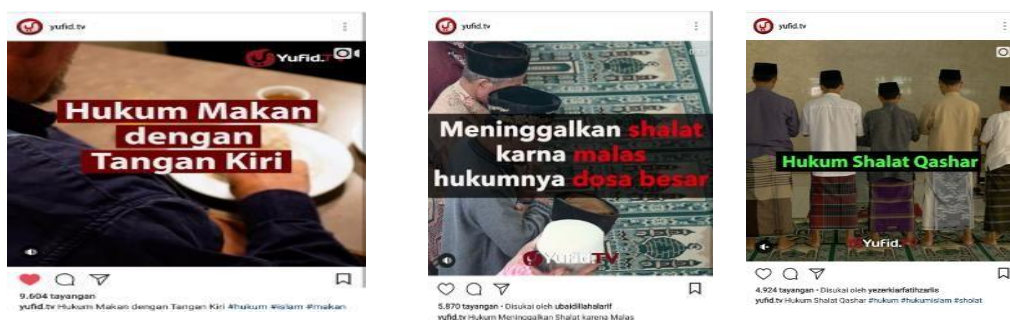 yufid.tv
YUFID.TV
Hukum Makan
dengan
Tangan Kiri
9.604 tayangan
yufid.tv Hukum Makan dengan Tangan Kiri #hukum #islam #makan
yufid.tv
Meninggalkan shalat
karna malas
hukumnya dosa besar
YUFID.TV
5.870 tayangan • Disukai oleh ubaidillahalarif
yufid.tv Hukum Meninggalkan Shalat karena Malas
yufid.tv
Hukum Shalat Qashar
YUFID.
4.924 tayangan • Disukai oleh yezerkiarfatihzarlis
yufid.tv Hukum Shalat Qashar #hukum #hukumislam #sholat